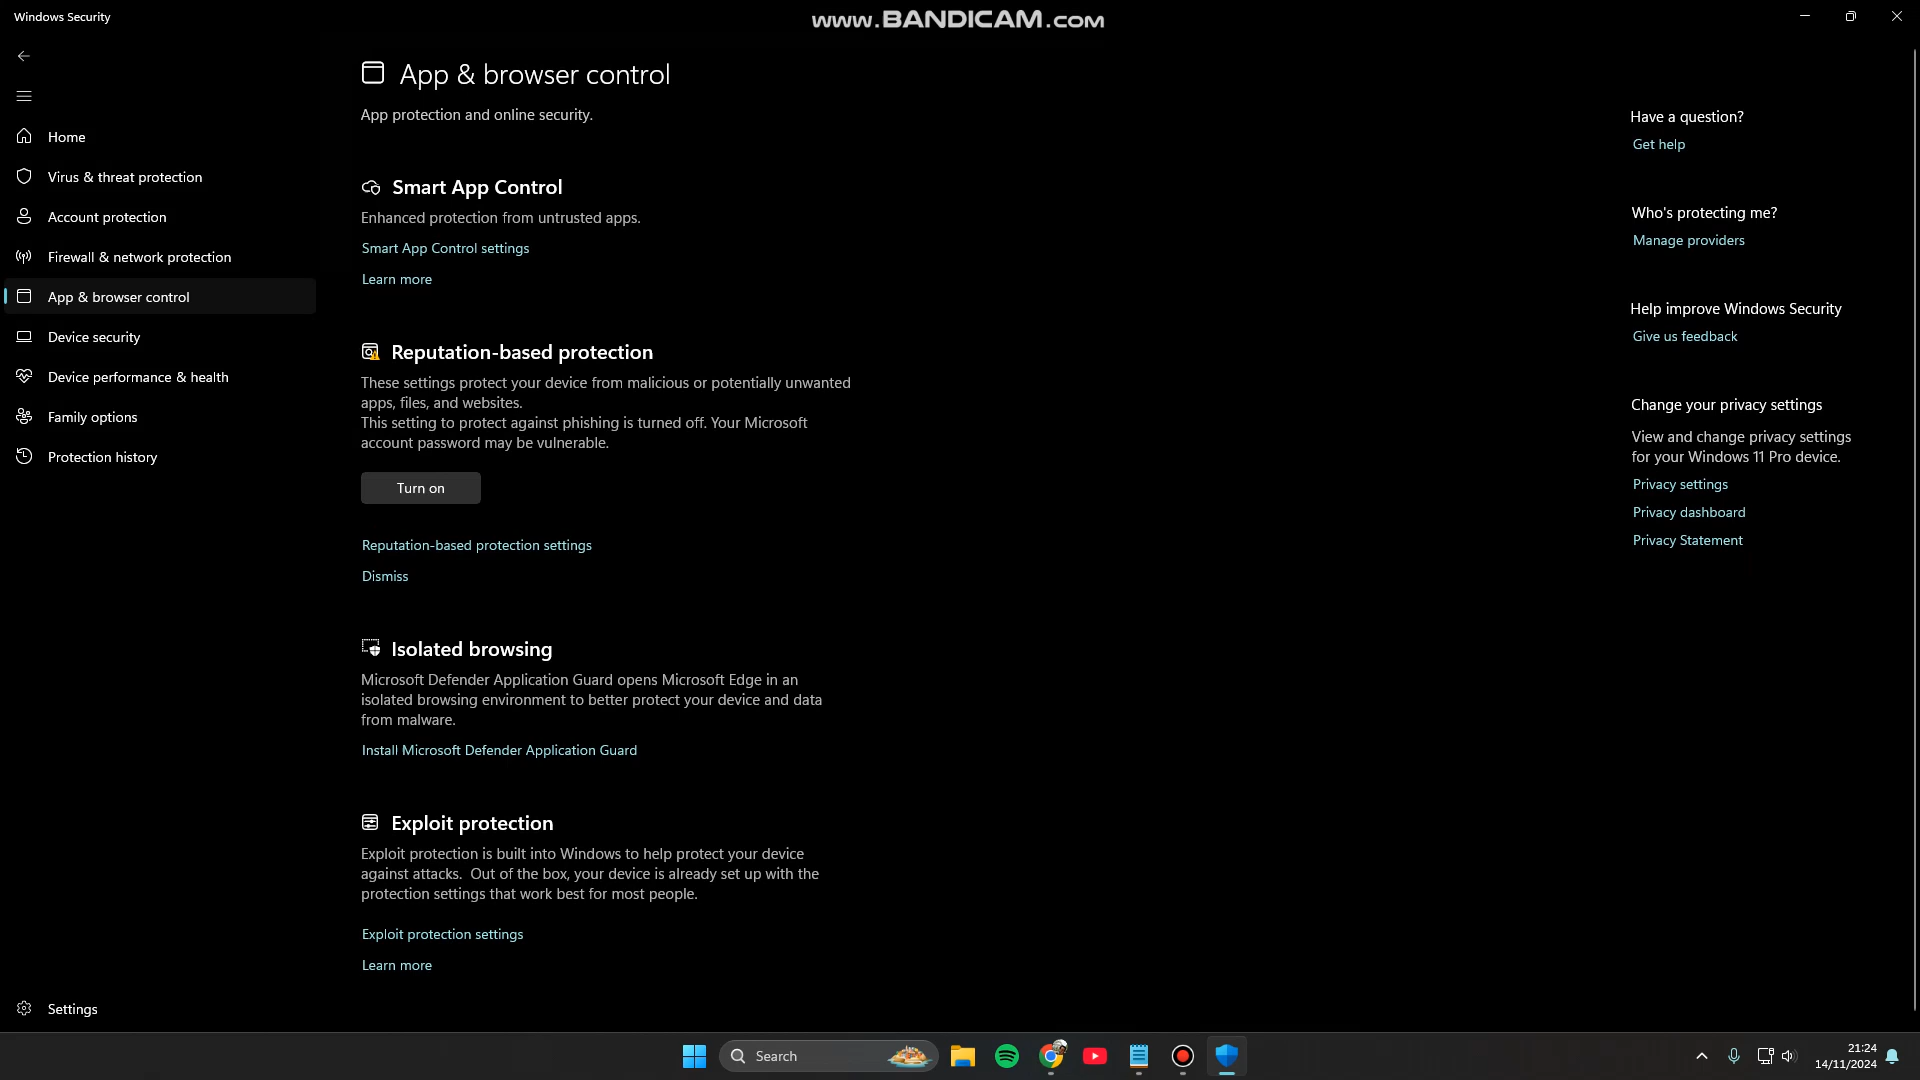 Windows Security
www.BANDICAM.com
Home
Virus & threat protection
Account protection
Firewall & network protection
App & browser control
Device security
Device performance & health
Family options
Protection history
Settings
App & browser control
App protection and online security.
Smart App Control
Enhanced protection from untrusted apps.
Smart App Control settings
Learn more
Reputation-based protection
These settings protect your device from malicious or potentially unwanted
apps, files, and websites.
This setting to protect against phishing is turned off. Your Microsoft
account password may be vulnerable.
Turn on
Reputation-based protection settings
Dismiss
Isolated browsing
Microsoft Defender Application Guard opens Microsoft Edge in an
isolated browsing environment to better protect your device and data
from malware.
Install Microsoft Defender Application Guard
Exploit protection
Exploit protection is built into Windows to help protect your device
against attacks.  Out of the box, your device is already set up with the
protection settings that work best for most people.
Exploit protection settings
Learn more
Have a question?
Get help
Who's protecting me?
Manage providers
Help improve Windows Security
Give us feedback
Change your privacy settings
View and change privacy settings
for your Windows 11 Pro device.
Privacy settings
Privacy dashboard
Privacy Statement
Search
21:24
14/11/2024